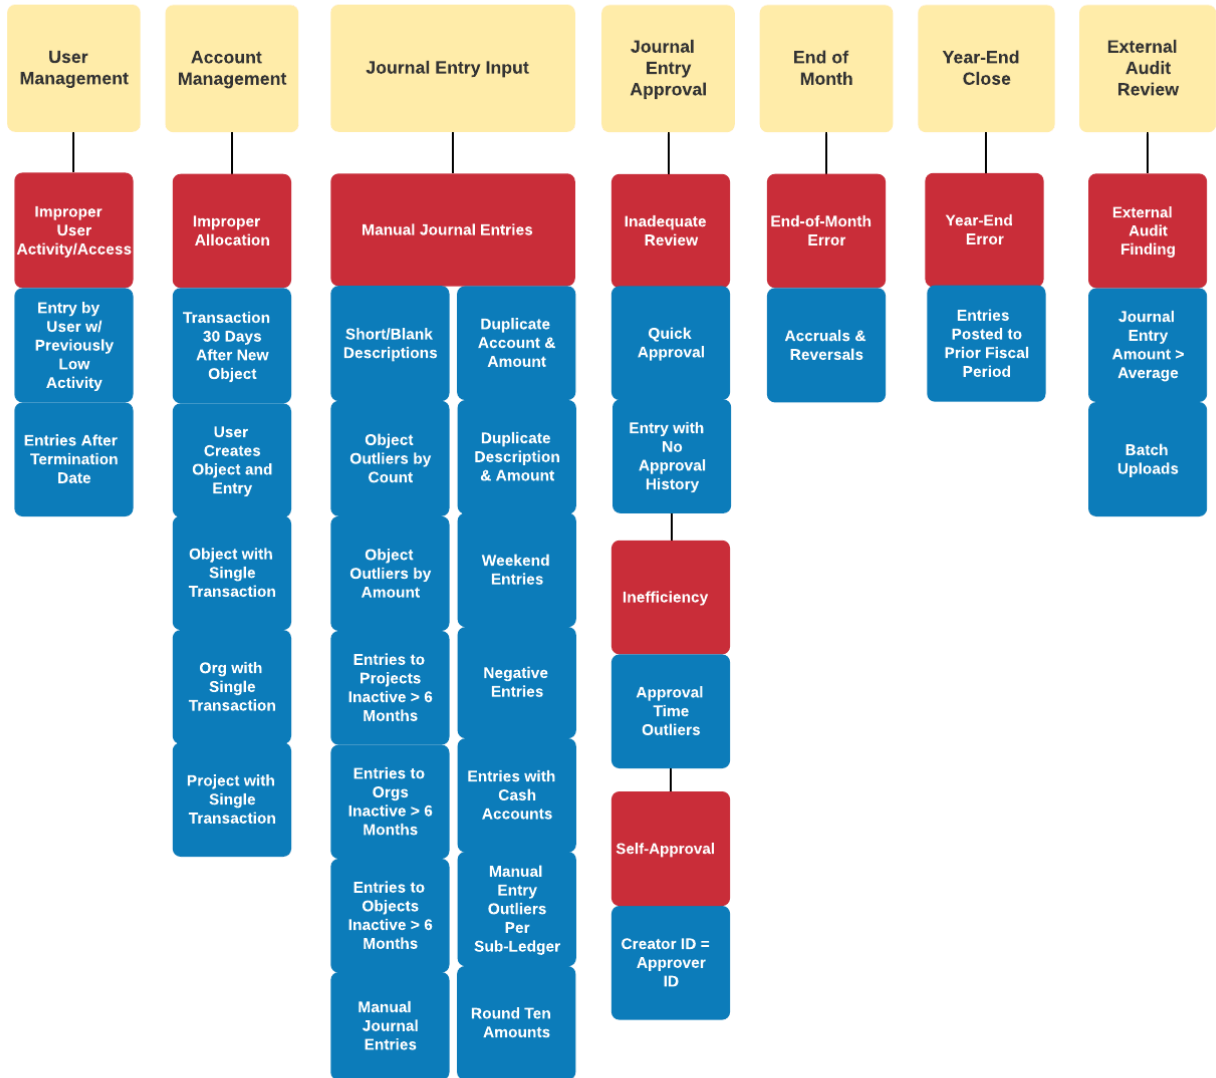 User
Management
Account
Management
Journal Entry Input
Journal
Entry
Approval
End of
Month
Year-End
Close
External
Audit
Review
Improper
User
Activity/Access
Entry by
User w/
Previously
Low
Activity
Entries After
Termination
Date
Improper
Allocation
Transaction
30 Days
After New
Object
User
Creates
Object and
Entry
Object with
Single
Transaction
Org with
Single
Transaction
Project with
Single
Transaction
Manual Journal Entries
Short/Blank
Descriptions
Object
Outliers by
Count
Object
Outliers by
Amount
Entries to
Projects
Inactive > 6
Months
Entries to
Orgs
Inactive > 6
Months
Entries to
Objects
Inactive > 6
Months
Manual
Journal
Entries
Duplicate
Account &
Amount
Duplicate
Description
& Amount
Weekend
Entries
Negative
Entries
Entries with
Cash
Accounts
Manual
Entry
Outliers
Per
Sub-Ledger
Round Ten
Amounts
Inadequate
Review
Quick
Approval
Entry with
No
Approval
History
Inefficiency
Approval
Time
Outliers
Self-Approval
Creator ID =
Approver
ID
End-of-Month
Error
Accruals &
Reversals
Year-End
Error
Entries
Posted to
Prior Fiscal
Period
External
Audit
Finding
Journal
Entry
Amount >
Average
Batch
Uploads